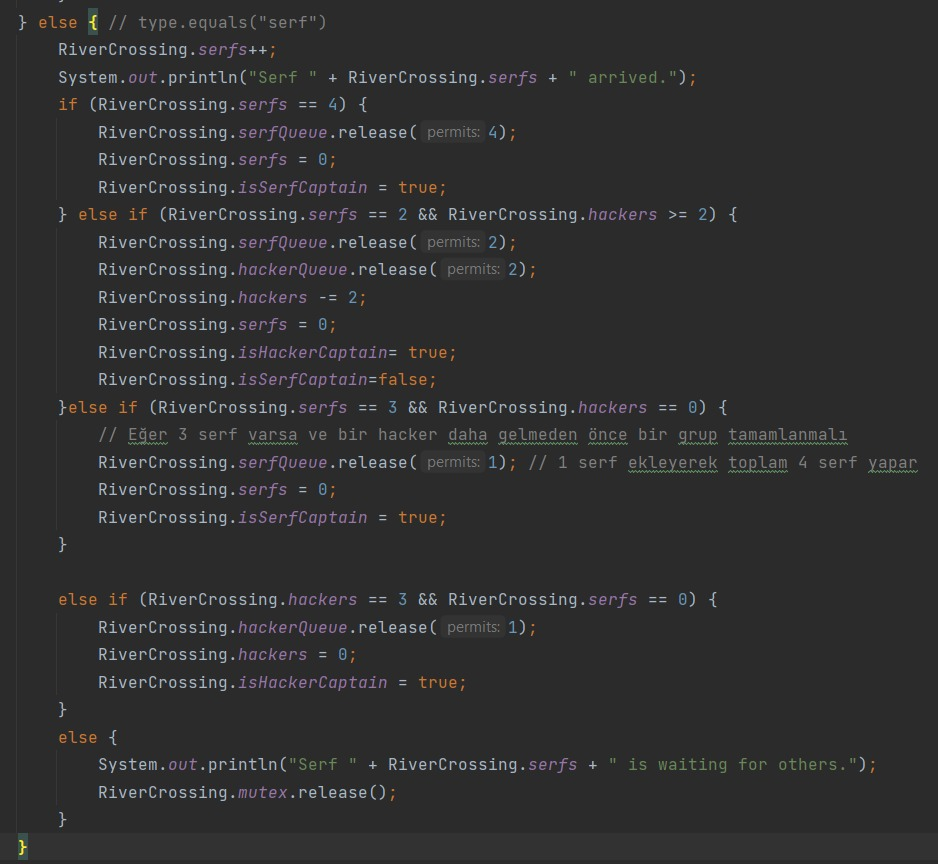 } else { // type.equals("serf")
RiverCrossing.serfs++;
System.out.println("Serf " + RiverCrossing.serfs + " arrived.");
if (RiverCrossing.serfs == 4) {
RiverCrossing.serfQueue.release( permits: 4);
RiverCrossing.serfs = 0;
RiverCrossing.isSerfCaptain = true;
} else if (RiverCrossing.serfs == 2 && RiverCrossing.hackers >= 2) {
RiverCrossing.serfQueue.release( permits: 2);
RiverCrossing.hackerQueue.release( permits: 2);
RiverCrossing.hackers -= 2;
RiverCrossing.serfs = 0;
RiverCrossing.isHackerCaptain= true;
RiverCrossing.isSerfCaptain=false;
}else if (RiverCrossing.serfs == 3 && RiverCrossing.hackers == 0) {
// Eğer 3 serf varsa ve bir hacker daha gelmeden önce bir grup tamamlanmalı
RiverCrossing.serfQueue.release( permits: 1); // 1 serf ekleyerek toplam 4 serf yapar
RiverCrossing.serfs = 0;
RiverCrossing.isSerfCaptain = true;
}
else if (RiverCrossing.hackers == 3 && RiverCrossing.serfs == 0) {
RiverCrossing.hackerQueue.release( permits: 1);
RiverCrossing.hackers = 0;
RiverCrossing.isHackerCaptain = true;
}
else {
System.out.println("Serf " + RiverCrossing.serfs + " is waiting for others.");
RiverCrossing.mutex.release();
}
}